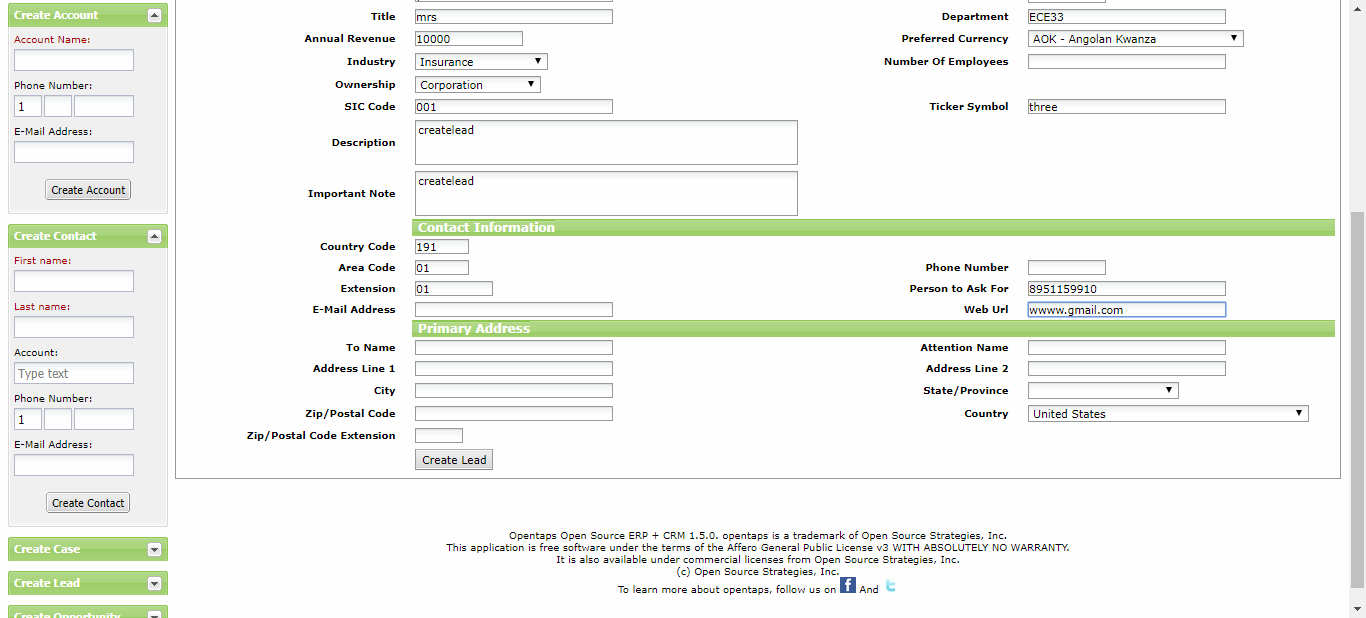 Create Account
Account Name:
Phone Number:
1
E-Mail Address:
Create Account
Create Contact
First name:
Last name:
Account:
Type text
Phone Number:
1
E-Mail Address:
Create Contact
Create Case
Create Lead
Create Opportunity
Title mrs Department ECE33
Annual Revenue 10000 Preferred Currency AOK - Angolan Kwanza
Industry Insurance Number Of Employees
Ownership Corporation
SIC Code 001 Ticker Symbol three
Description createlead
Important Note createlead
Contact Information
Country Code 191
Area Code 01 Phone Number
Extension 01 Person to Ask For 8951159910
E-Mail Address Web Url wwww.gmail.com
Primary Address
To Name Attention Name
Address Line 1 Address Line 2
City State/Province
Zip/Postal Code Country United States
Zip/Postal Code Extension
Create Lead
Opentaps Open Source ERP + CRM 1.5.0. opentaps is a trademark of Open Source Strategies, Inc.
This application is free software under the terms of the Affero General Public License v3 WITH ABSOLUTELY NO WARRANTY.
It is also available under commercial licenses from Open Source Strategies, Inc.
(c) Open Source Strategies, Inc.
To learn more about opentaps, follow us on f And t